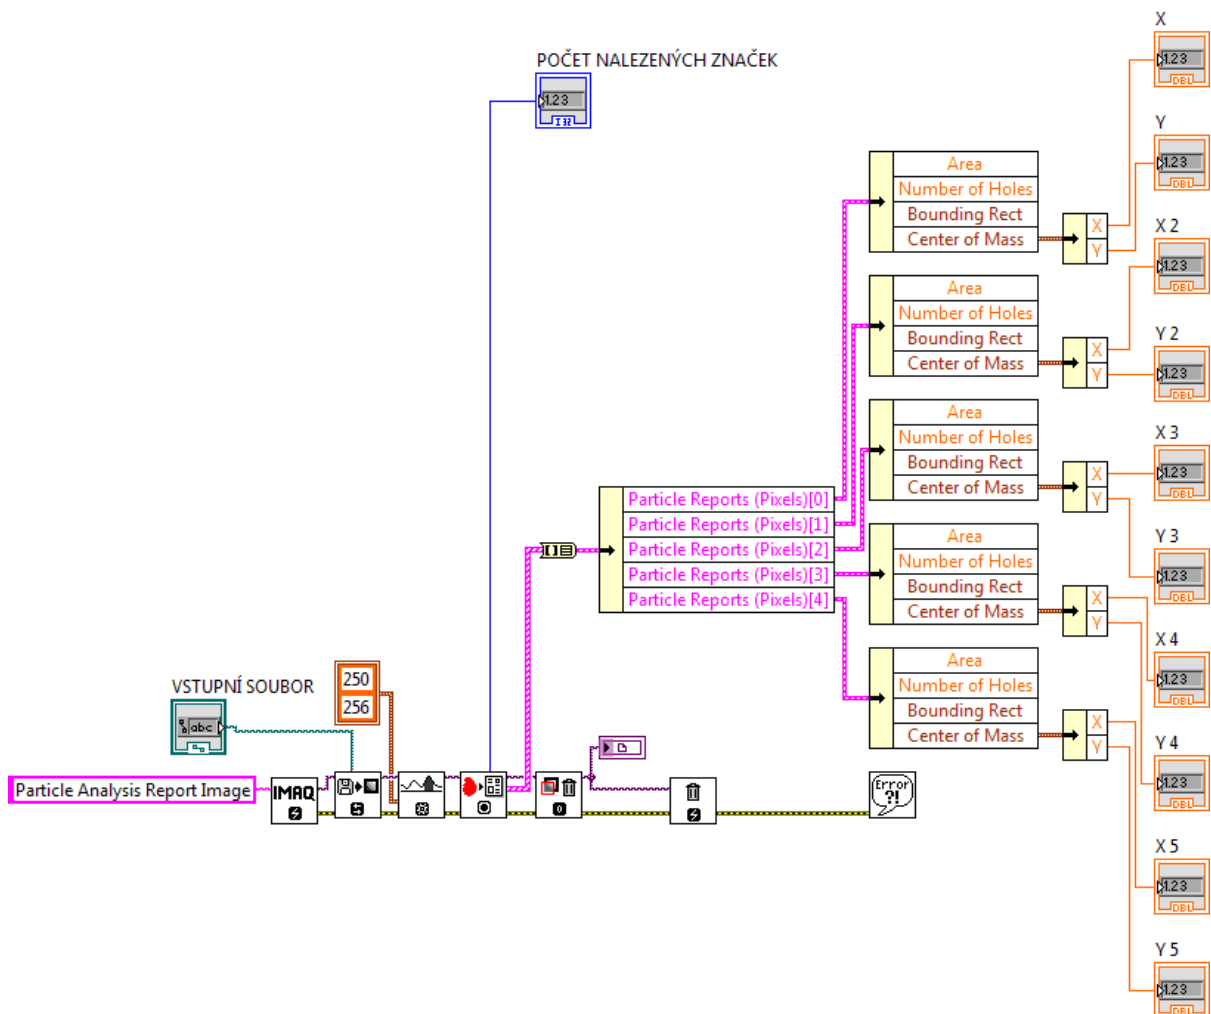 X
1.23
DBL
POČET NALEZENÝCH ZNAČEK
1.23
I32
Y
1.23
DBL
Area
Number of Holes
Bounding Rect
Center of Mass
X
Y
X 2
1.23
DBL
Area
Number of Holes
Bounding Rect
Center of Mass
X
Y
Y 2
1.23
DBL
Area
Number of Holes
Bounding Rect
Center of Mass
X
Y
X 3
1.23
DBL
Particle Reports (Pixels)[0]
Particle Reports (Pixels)[1]
Particle Reports (Pixels)[2]
Particle Reports (Pixels)[3]
Particle Reports (Pixels)[4]
Area
Number of Holes
Bounding Rect
Center of Mass
X
Y
Y 3
1.23
DBL
Area
Number of Holes
Bounding Rect
Center of Mass
X
Y
X 4
1.23
DBL
VSTUPNÍ SOUBOR
abc
250
256
Particle Analysis Report Image
IMAQ
Error
?!
Y 4
1.23
DBL
X 5
1.23
DBL
Y 5
1.23
DBL